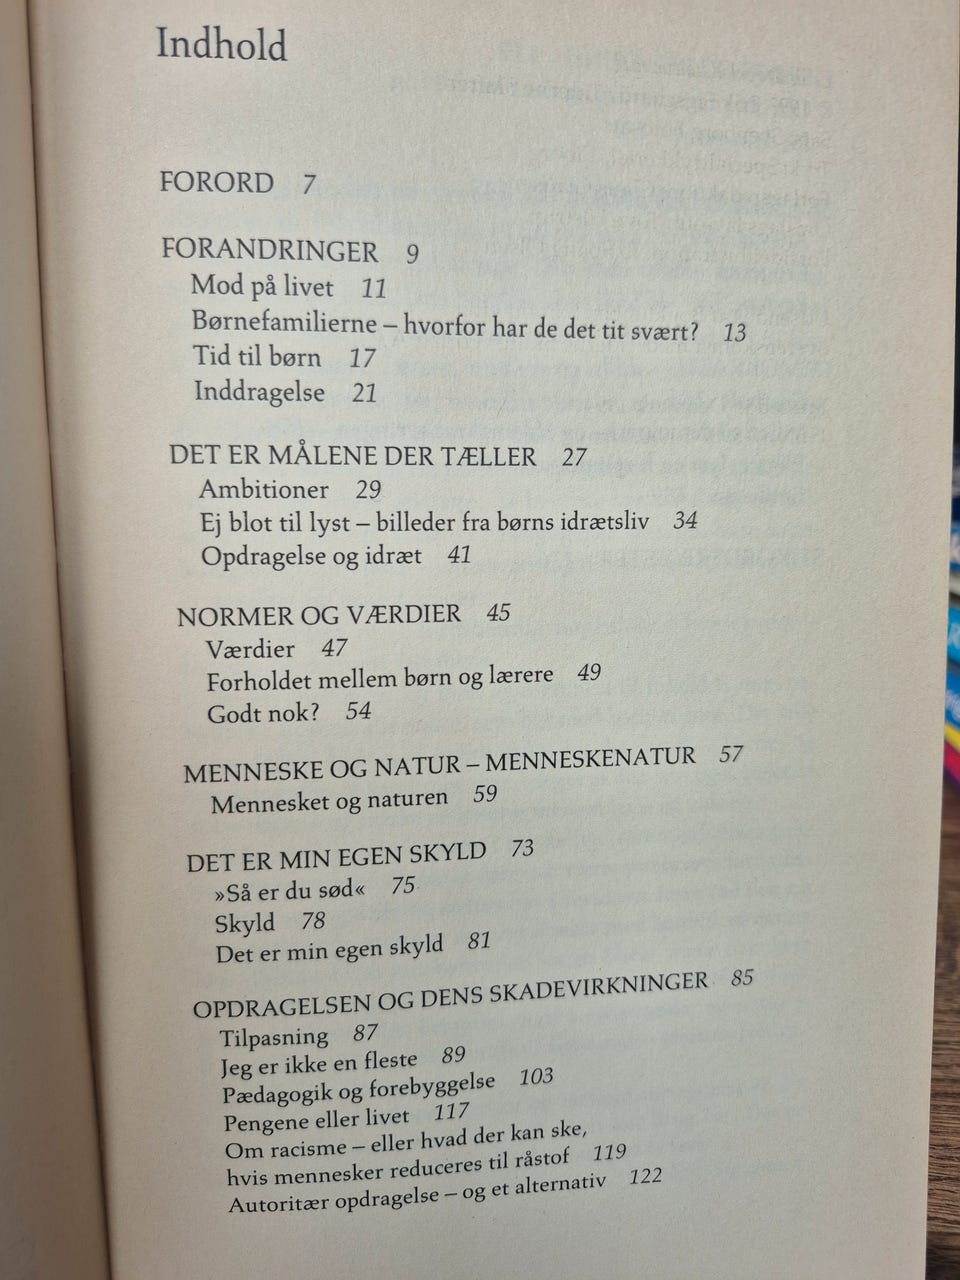 Indhold
FORORD 7
FORANDRINGER 9
Mod på livet 11
Børnefamilierne – hvorfor har de det tit svært? 13
Tid til børn 17
Inddragelse 21
DET ER MÅLENE DER TÆLLER 27
Ambitioner 29
Ej blot til lyst – billeder fra børns idrætsliv 34
Opdragelse og idræt 41
NORMER OG VÆRDIER 45
Værdier 47
Forholdet mellem børn og lærere 49
Godt nok? 54
MENNESKE OG NATUR – MENNESKENATUR 57
Mennesket og naturen 59
DET ER MIN EGEN SKYLD 73
»Så er du sød« 75
Skyld 78
Det er min egen skyld 81
OPDRAGELSEN OG DENS SKADEVIRKNINGER 85
Tilpasning 87
Jeg er ikke en fleste 89
Pædagogik og forebyggelse 103
Pengene eller livet 117
Om racisme – eller hvad der kan ske,
hvis mennesker reduceres til råstof 119
Autoritær opdragelse – og et alternativ 122